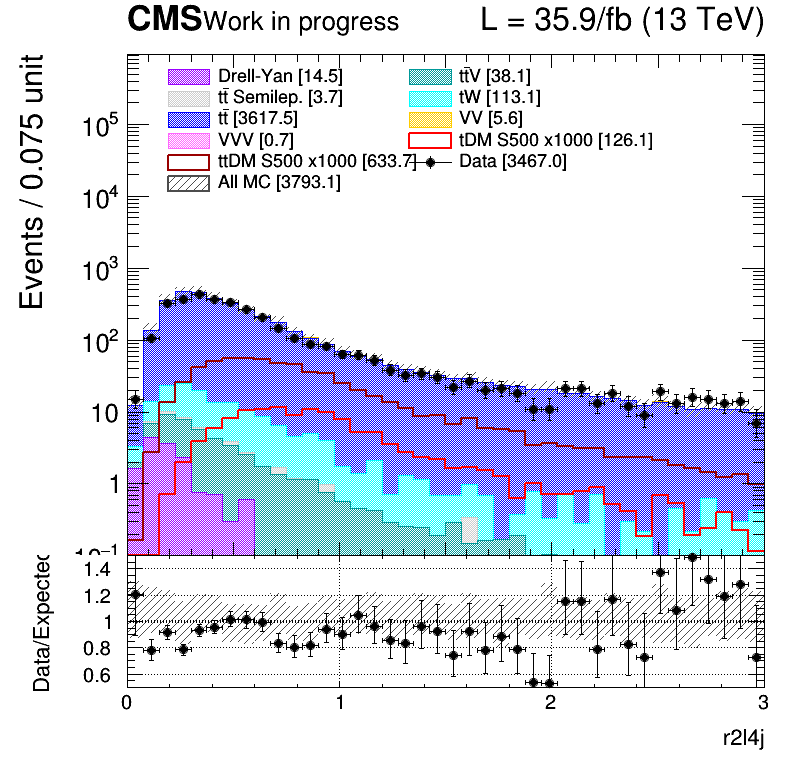 CMS Work in progress L = 35.9/fb (13 TeV)
Events / 0.075 unit
Drell-Yan [14.5] tt̄V [38.1]
tt̄ Semilep. [3.7] tW [113.1]
tt̄ [3617.5] VV [5.6]
VVV [0.7] tDM S500 x1000 [126.1]
ttDM S500 x1000 [633.7] Data [3467.0]
All MC [3793.1]
10⁵
10⁴
10³
10²
10
1
10⁻¹
Data/Expected
1.4
1.2
1
0.8
0.6
0 1 2 3
r2l4j